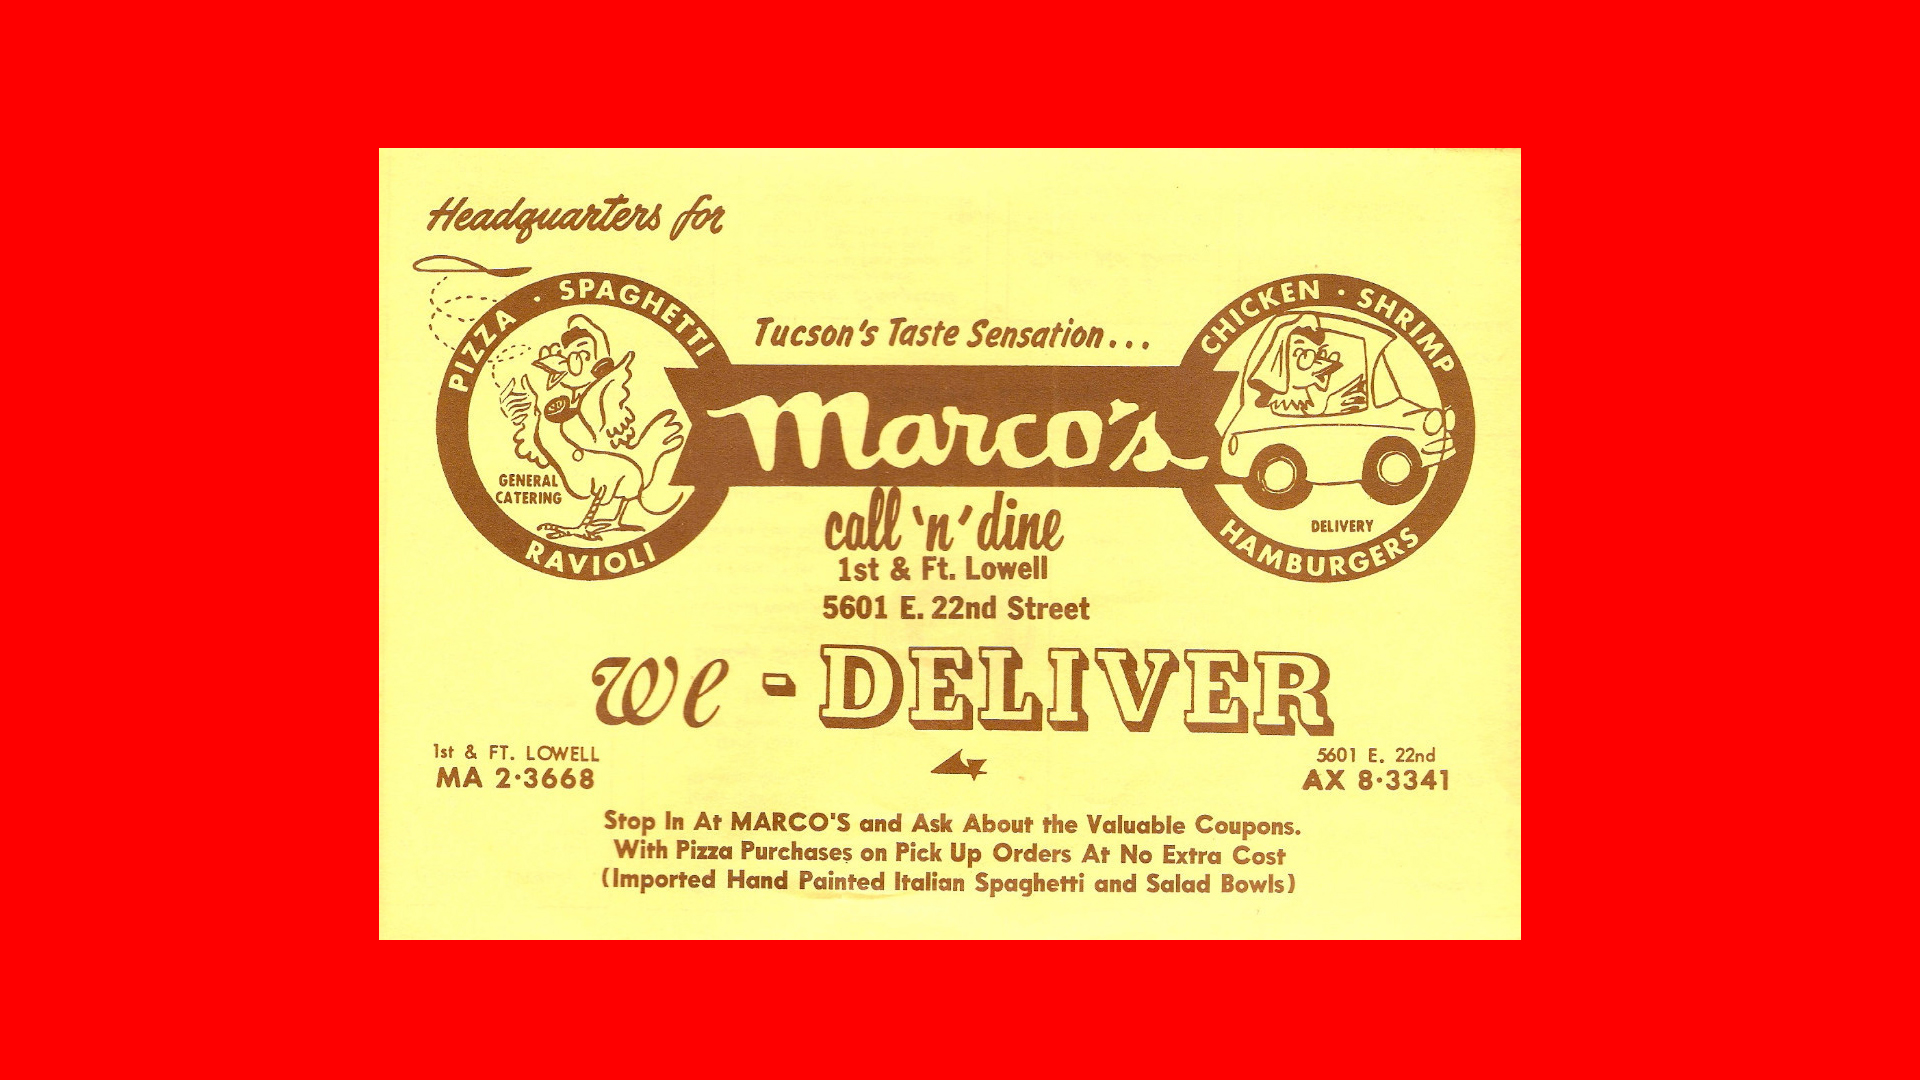 Headquarters for
PIZZA · SPAGHETTI
RAVIOLI
GENERAL
CATERING
Tucson's Taste Sensation...
Marco's
call 'n' dine
1st & Ft. Lowell
5601 E. 22nd Street
CHICKEN · SHRIMP
HAMBURGERS
DELIVERY
we - DELIVER
1st & FT. LOWELL
MA 2·3668
5601 E. 22nd
AX 8·3341
Stop In At MARCO'S and Ask About the Valuable Coupons.
With Pizza Purchases on Pick Up Orders At No Extra Cost
(Imported Hand Painted Italian Spaghetti and Salad Bowls)